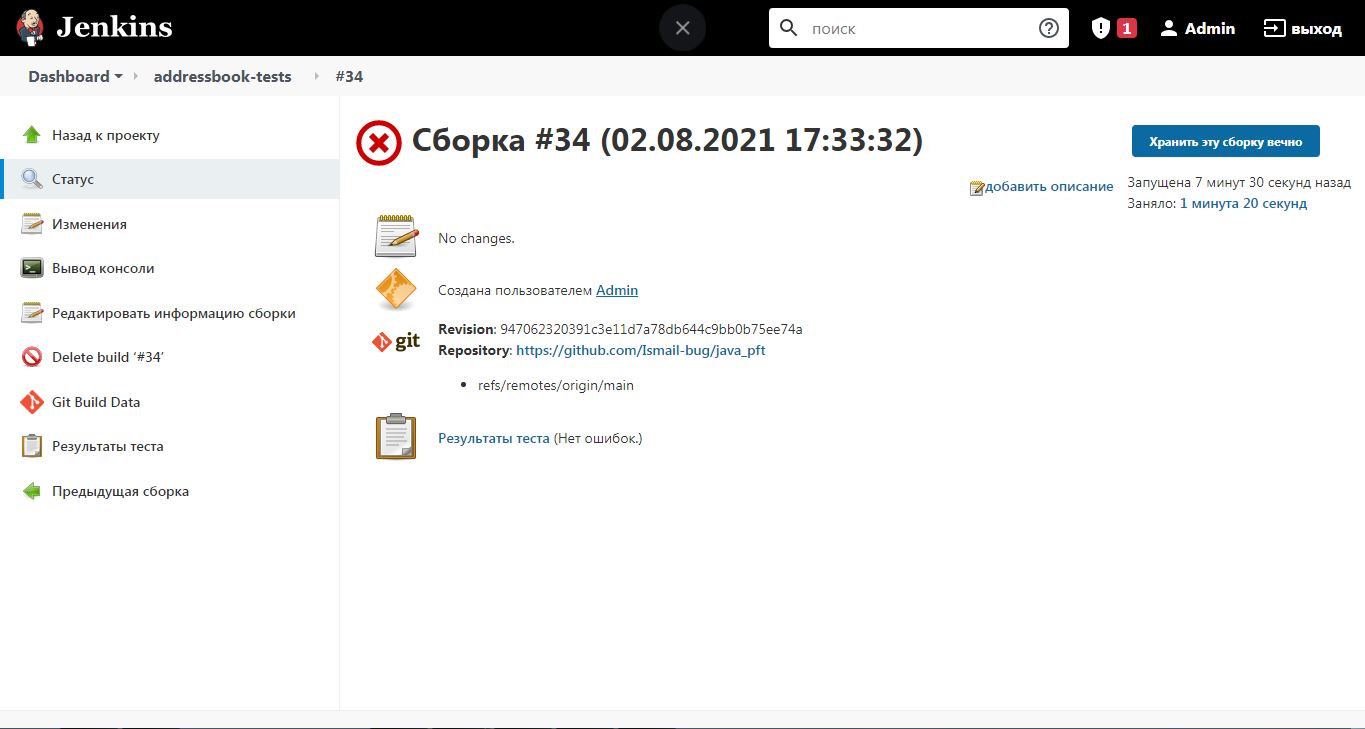 Jenkins
поиск
1
Admin
выход
Dashboard
addressbook-tests
#34
Назад к проекту
Статус
Изменения
Вывод консоли
Редактировать информацию сборки
Delete build ‘#34’
Git Build Data
Результаты теста
Предыдущая сборка
Сборка #34 (02.08.2021 17:33:32)
Хранить эту сборку вечно
добавить описание
Запущена 7 минут 30 секунд назад
Заняло: 1 минута 20 секунд
No changes.
Создана пользователем Admin
git
Revision: 947062320391c3e11d7a78db644c9bb0b75ee74a
Repository: https://github.com/Ismail-bug/java_pft
refs/remotes/origin/main
Результаты теста (Нет ошибок.)